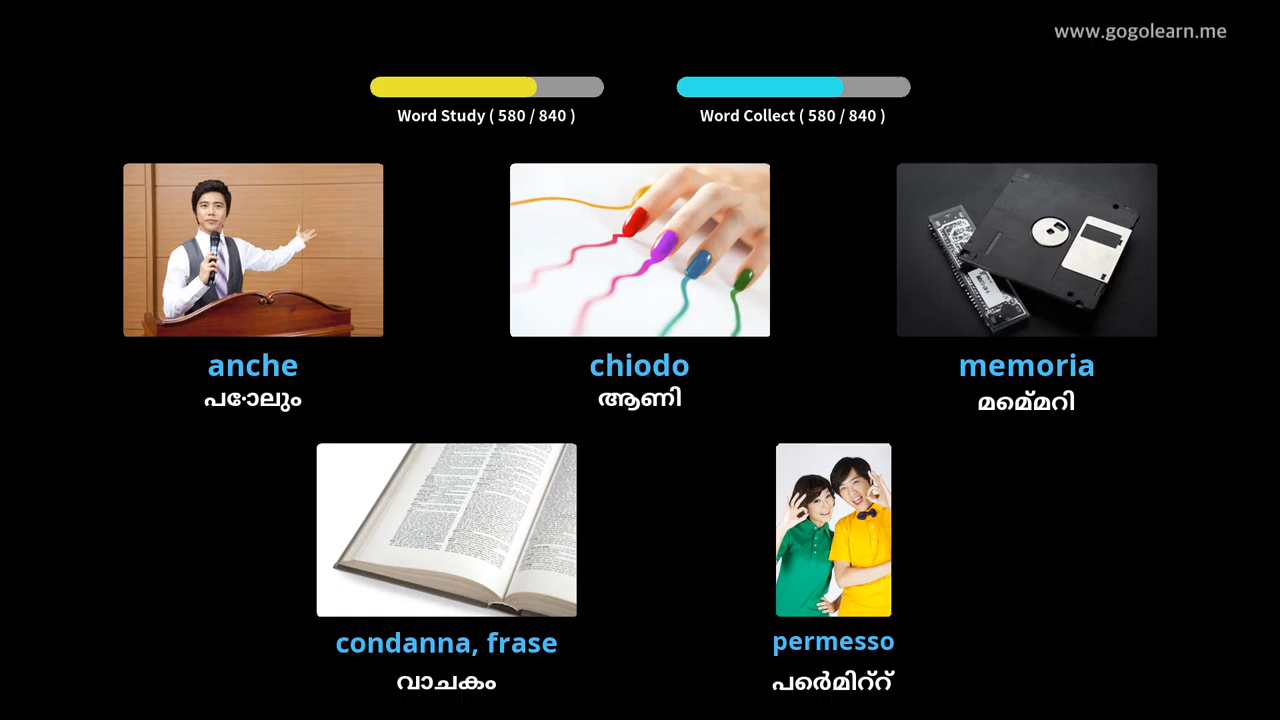 www.gogolearn.me
Word Study ( 580 / 840 )
Word Collect ( 580 / 840 )
anche
പോലും
chiodo
ആണി
memoria
മെമ്മറി
condanna, frase
വാചകം
permesso
പെർമിറ്റ്